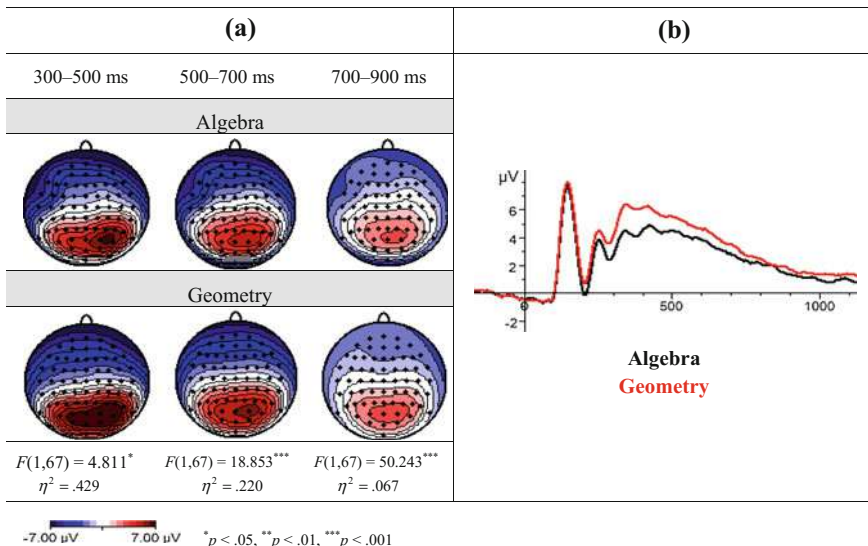 (a) (b)
300–500 ms 500–700 ms 700–900 ms
Algebra
Geometry
F(1,67) = 4.811* F(1,67) = 18.853*** F(1,67) = 50.243***
η² = .429 η² = .220 η² = .067
-7.00 µV 7.00 µV *p < .05, **p < .01, ***p < .001
µV
6
4
2
0 500 1000
-2
Algebra
Geometry